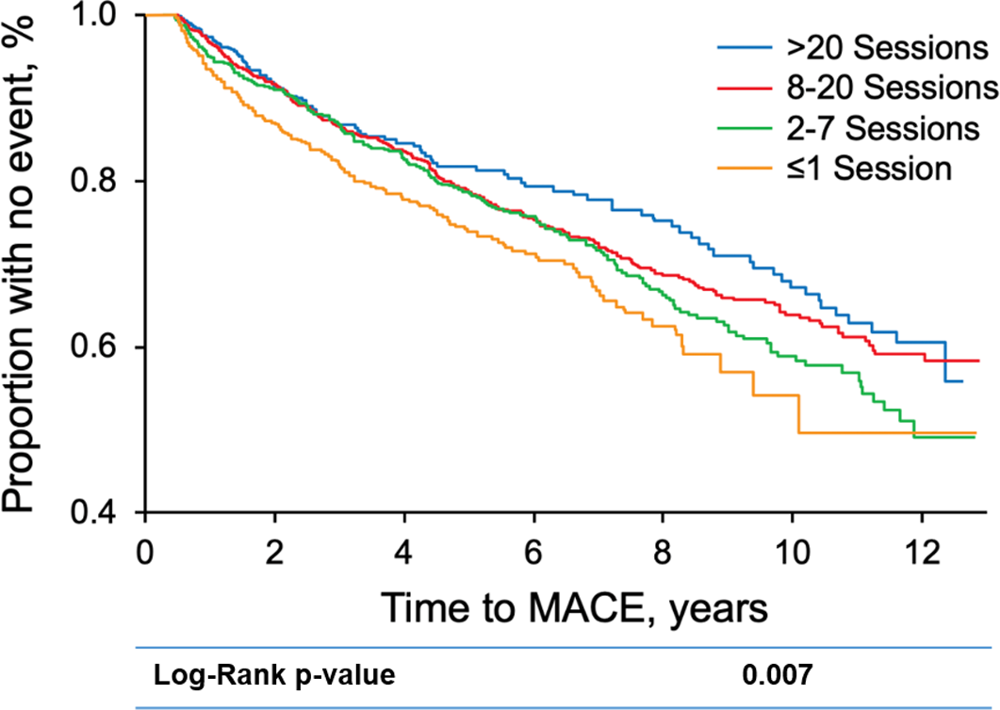 Proportion with no event, %
1.0
0.8
0.6
0.4
>20 Sessions
8-20 Sessions
2-7 Sessions
≤1 Session
0 2 4 6 8 10 12
Time to MACE, years
Log-Rank p-value 0.007